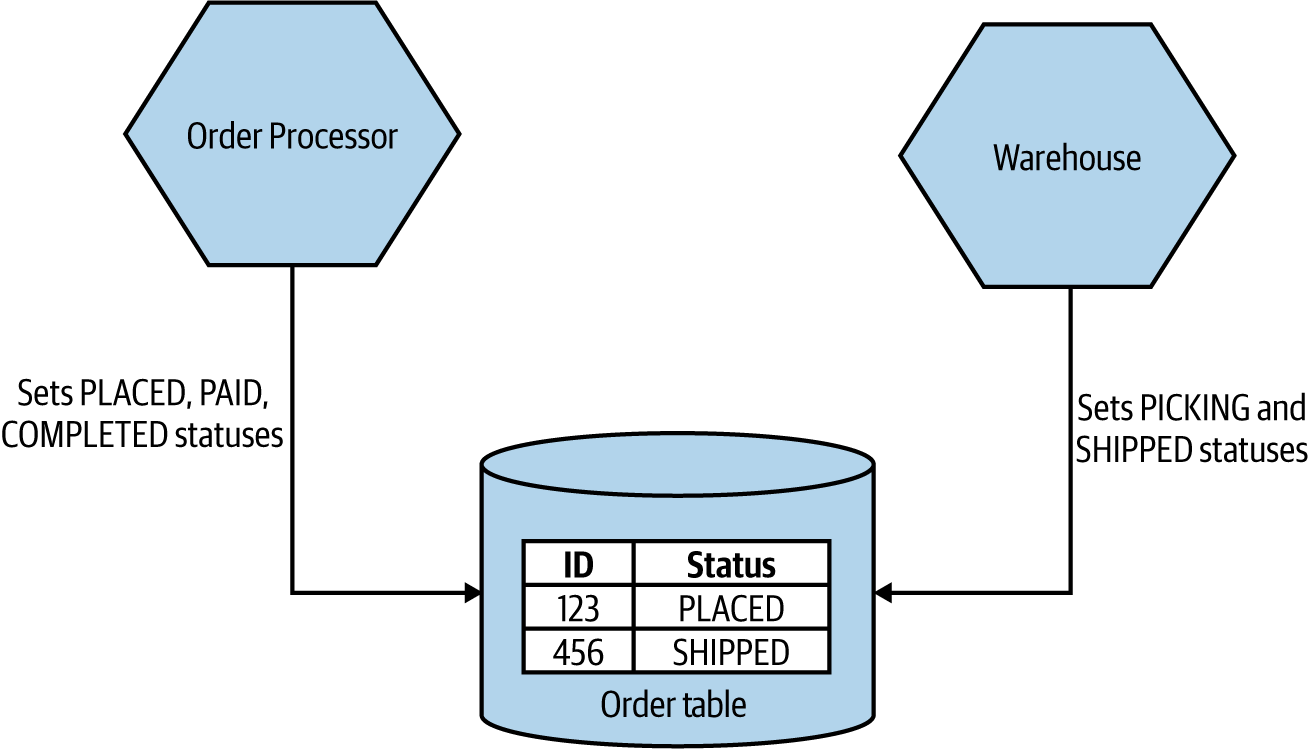 Order Processor
Warehouse
Sets PLACED, PAID,
COMPLETED statuses
Sets PICKING and
SHIPPED statuses
ID Status
123 PLACED
456 SHIPPED
Order table